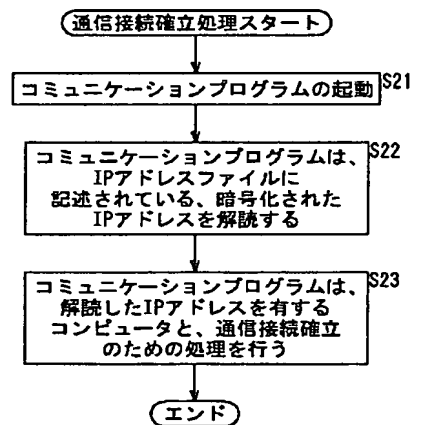 通信接続確立処理スタート
コミュニケーションプログラムの起動
S21
コミュニケーションプログラムは、
S22
IPアドレスファイルに
記述されている、暗号化された
IPアドレスを解読する
コミュニケーションプログラムは、
S23
解読したIPアドレスを有する
コンピュータと、通信接続確立
のための処理を行う
エンド